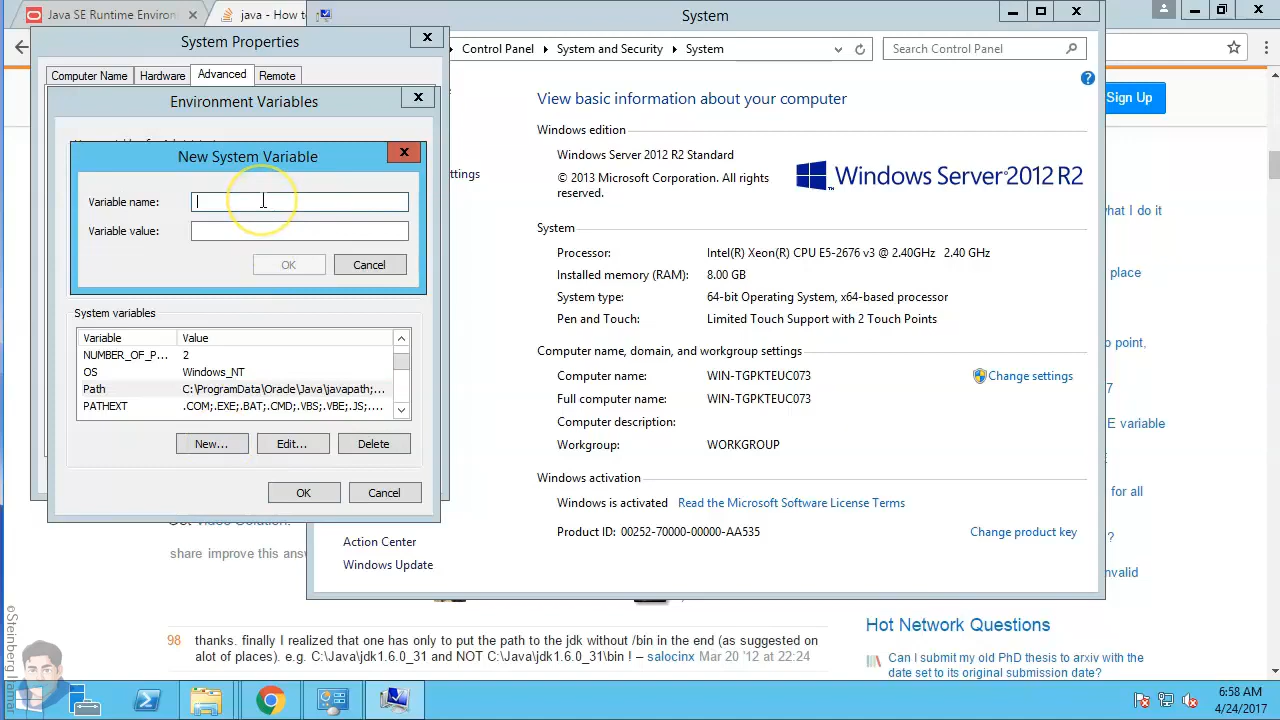 Java SE Runtime Environ
java - How to
System
System Properties
Control Panel
System and Security
System
Search Control Panel
Computer Name
Hardware
Advanced
Remote
Environment Variables
View basic information about your computer
Sign Up
Windows edition
New System Variable
Windows Server 2012 R2 Standard
© 2013 Microsoft Corporation. All rights
reserved.
Windows Server 2012 R2
ttings
Variable name:
Variable value:
what I do it
System
OK
Cancel
Processor:
Intel(R) Xeon(R) CPU E5-2676 v3 @ 2.40GHz 2.40 GHz
Installed memory (RAM):
8.00 GB
place
System type:
64-bit Operating System, x64-based processor
System variables
Pen and Touch:
Limited Touch Support with 2 Touch Points
Variable
Value
Computer name, domain, and workgroup settings
to point,
NUMBER_OF_P...
2
OS
Windows_NT
Computer name:
WIN-TGPKTEUC073
Change settings
Path
C:\ProgramData\Oracle\Java\javapath;...
Full computer name:
WIN-TGPKTEUC073
PATHEXT
.COM;.EXE;.BAT;.CMD;.VBS;.VBE;.JS;....
Computer description:
E variable
New...
Edit...
Delete
Workgroup:
WORKGROUP
Windows activation
OK
Cancel
for all
Windows is activated
Read the Microsoft Software License Terms
Product ID: 00252-70000-00000-AA535
Change product key
share improve this answ
Action Center
Windows Update
nvalid
98
thanks. finally I realized that one has only to put the path to the jdk without /bin in the end (as suggested on
alot of places). e.g. C:\Java\jdk1.6.0_31 and NOT C:\Java\jdk1.6.0_31\bin ! – salocinx Mar 20 '12 at 22:24
Hot Network Questions
Can I submit my old PhD thesis to arxiv with the
date set to its original submission date?
6:58 AM
4/24/2017